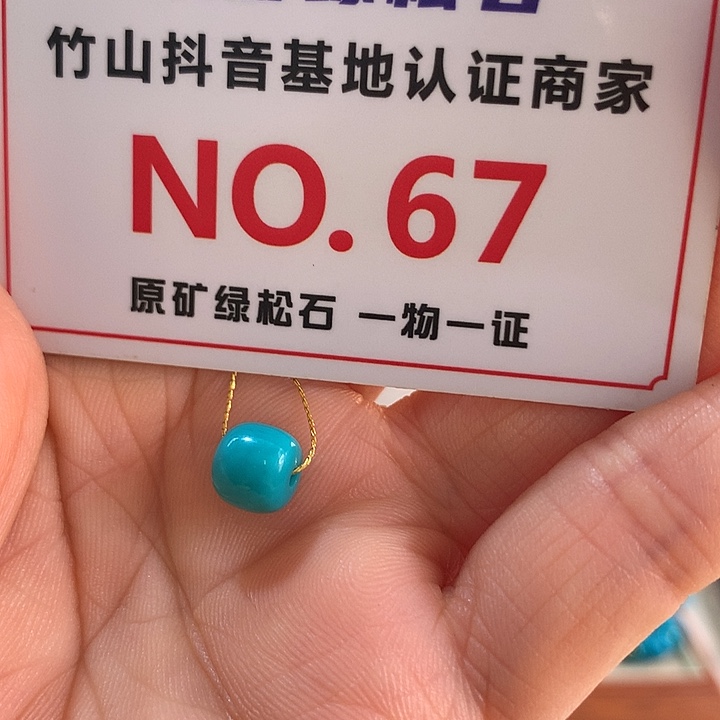 竹山抖音基地认证商家
NO. 67
原矿绿松石 一物一证